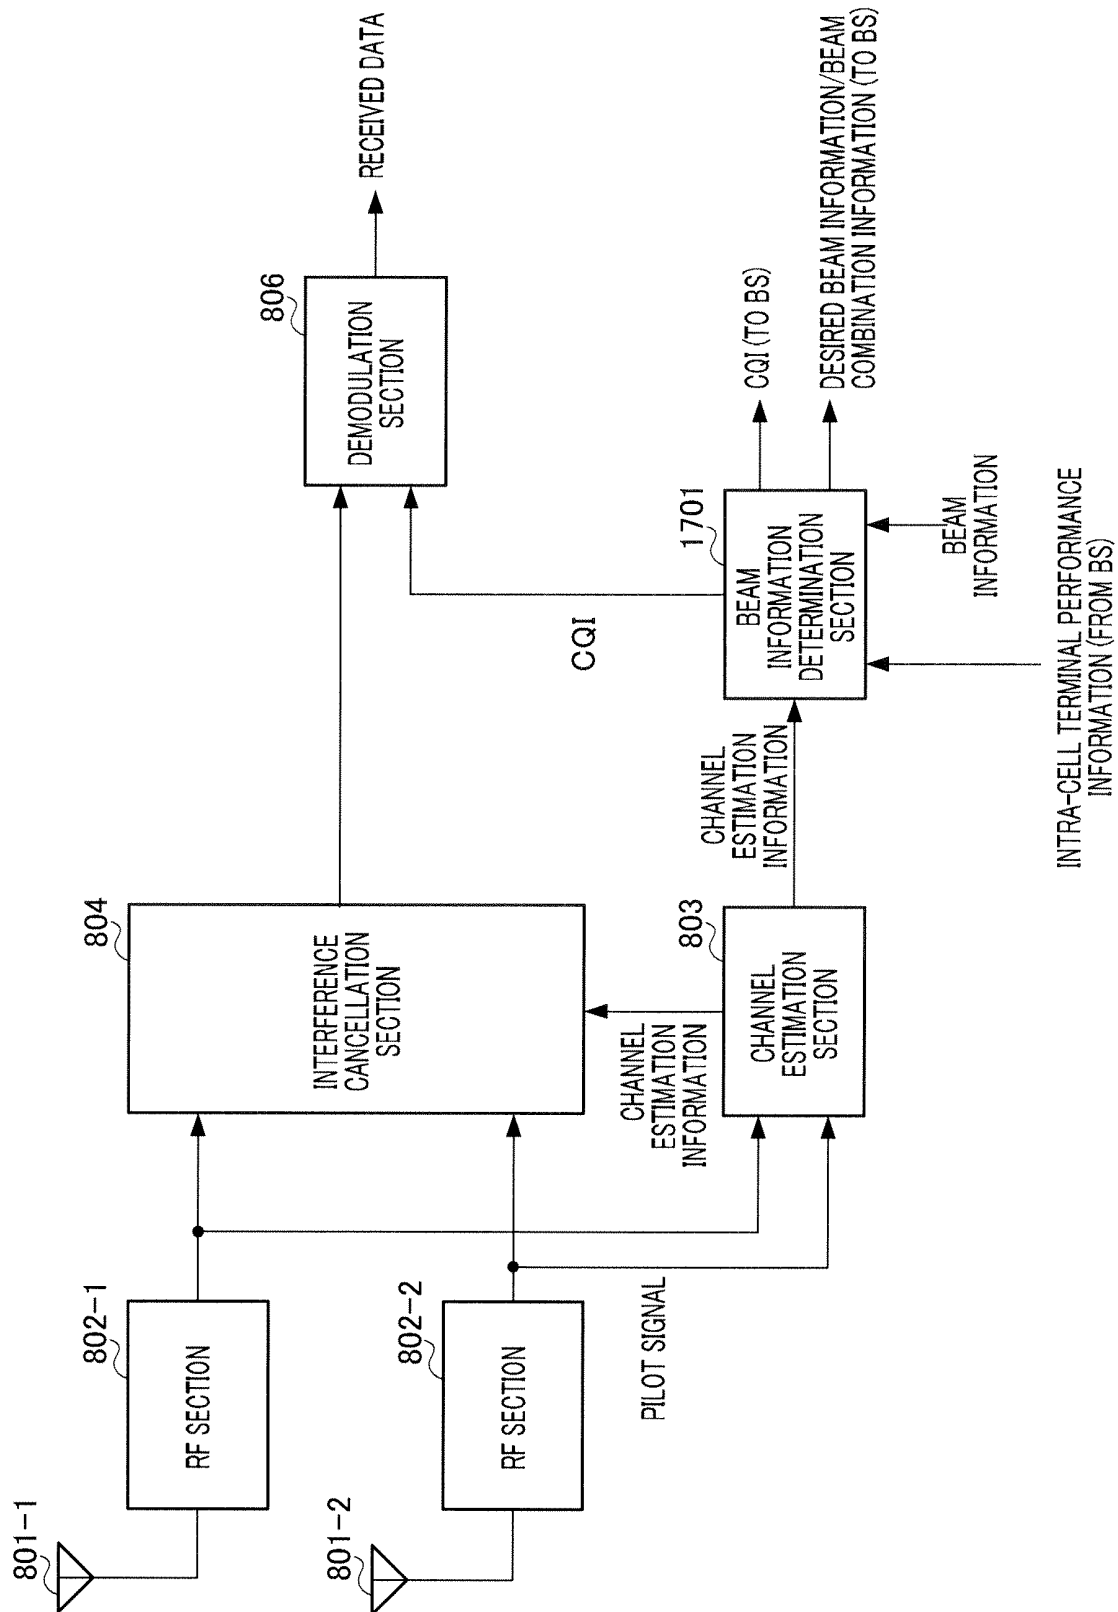 801-1
802-1
RF SECTION
801-2
802-2
RF SECTION
PILOT SIGNAL
804
INTERFERENCE
CANCELLATION
SECTION
CHANNEL
ESTIMATION
INFORMATION
803
CHANNEL
ESTIMATION
SECTION
CHANNEL
ESTIMATION
INFORMATION
806
DEMODULATION
SECTION
RECEIVED DATA
CQI
1701
BEAM
INFORMATION
DETERMINATION
SECTION
CQI (TO BS)
DESIRED BEAM INFORMATION/BEAM
COMBINATION INFORMATION (TO BS)
BEAM
INFORMATION
INTRA-CELL TERMINAL PERFORMANCE
INFORMATION (FROM BS)